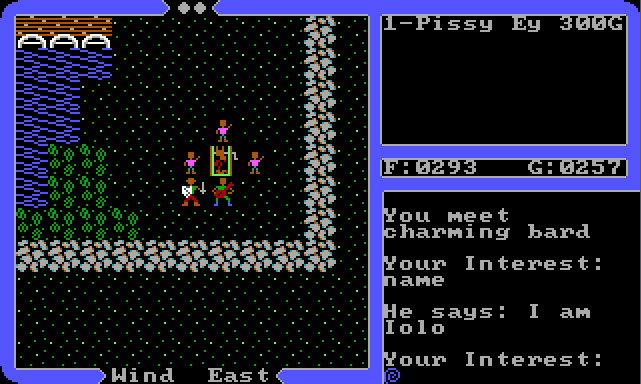 1-Pissy Ey 300G
F:0293 G:0257
You meet
charming bard
Your Interest:
name
He says: I am
Iolo
Your Interest:
Wind East